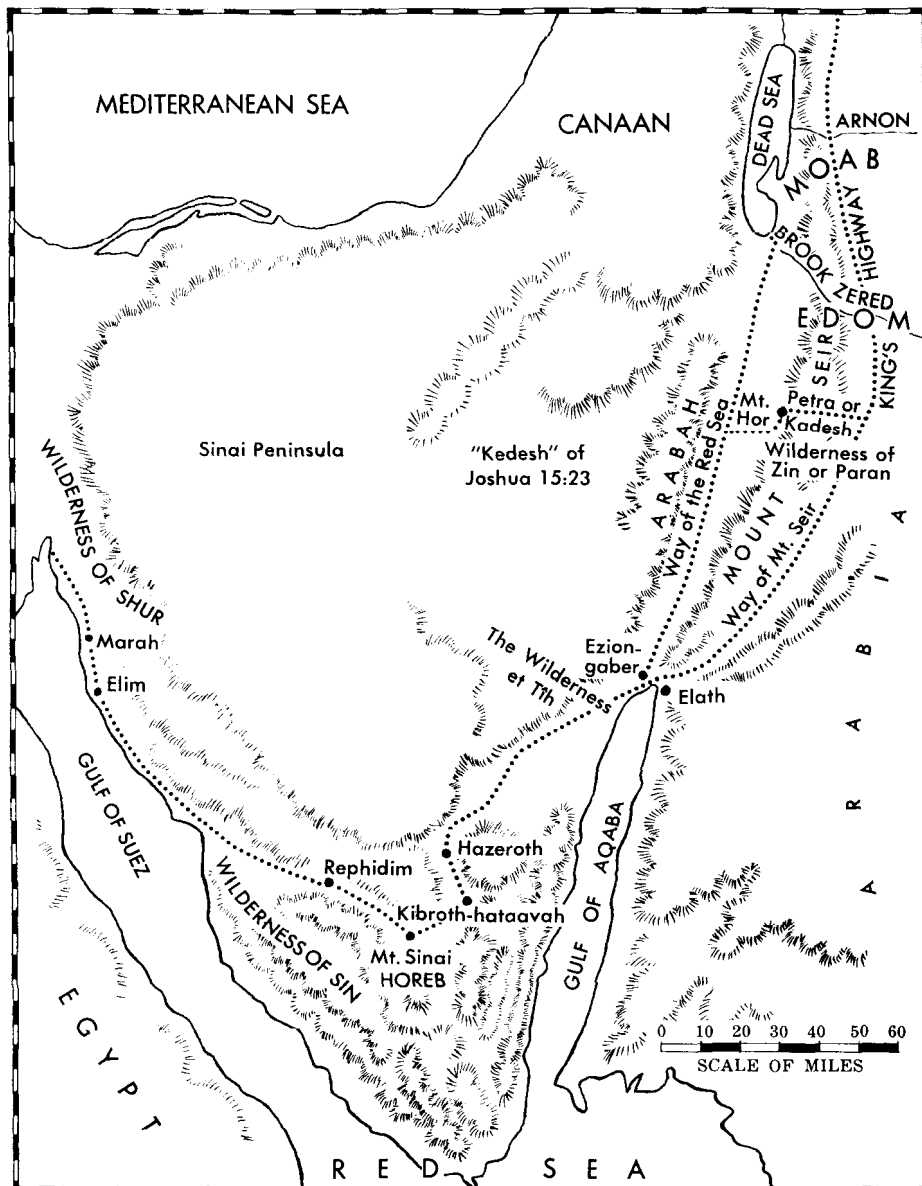 MEDITERRANEAN SEA
CANAAN
DEAD SEA
ARNON
MOAB
BROOK ZERED
KING'S HIGHWAY
EDOM
SEIR
MOUNT
Mt.
Hor
Petra or
Kadesh
Wilderness of
Zin or Paran
ARABAH
Way of the Red Sea
Way of Mt. Seir
Sinai Peninsula
"Kedesh" of
Joshua 15:23
WILDERNESS OF SHUR
Marah
Elim
The Wilderness
et Tîh
Ezion-
gaber
Elath
ARABIA
GULF OF SUEZ
GULF OF AQABA
Hazeroth
Rephidim
Kibroth-hataavah
WILDERNESS OF SIN
Mt. Sinai
HOREB
EGYPT
0 10 20 30 40 50 60
SCALE OF MILES
RED SEA